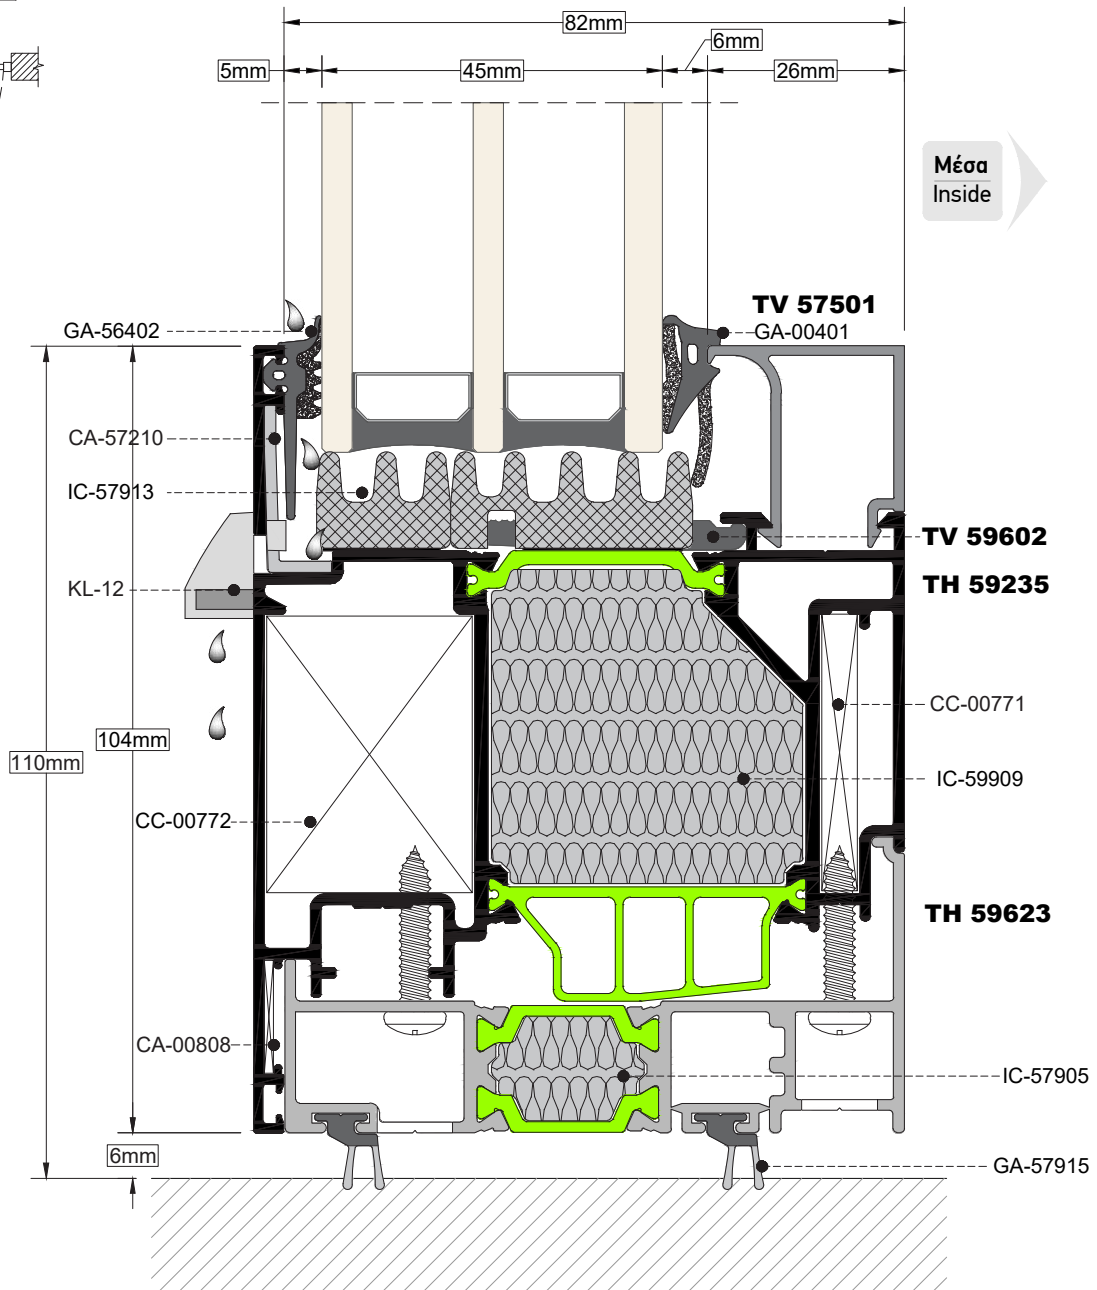 82mm
6mm
5mm
45mm
26mm
Μέσα
Inside
TV 57501
GA-56402
GA-00401
CA-57210
IC-57913
TV 59602
TH 59235
KL-12
CC-00771
104mm
110mm
IC-59909
CC-00772
TH 59623
CA-00808
IC-57905
6mm
GA-57915